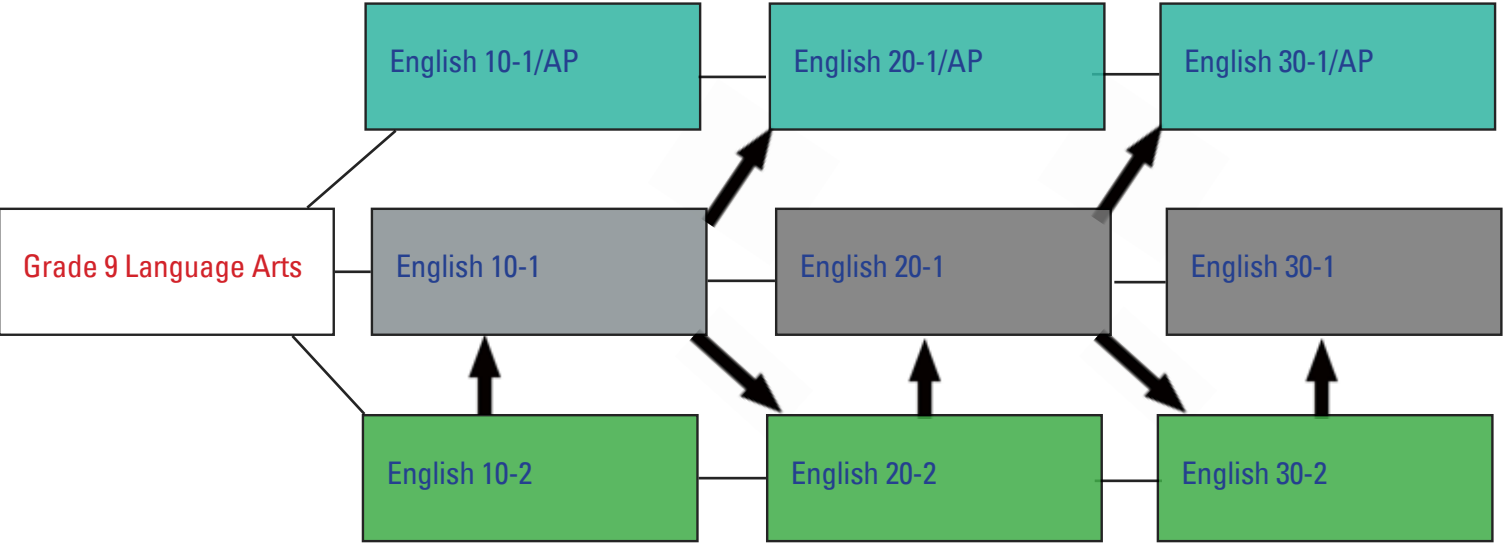 English 10-1/AP
English 20-1/AP
English 30-1/AP
Grade 9 Language Arts
English 10-1
English 20-1
English 30-1
English 10-2
English 20-2
English 30-2